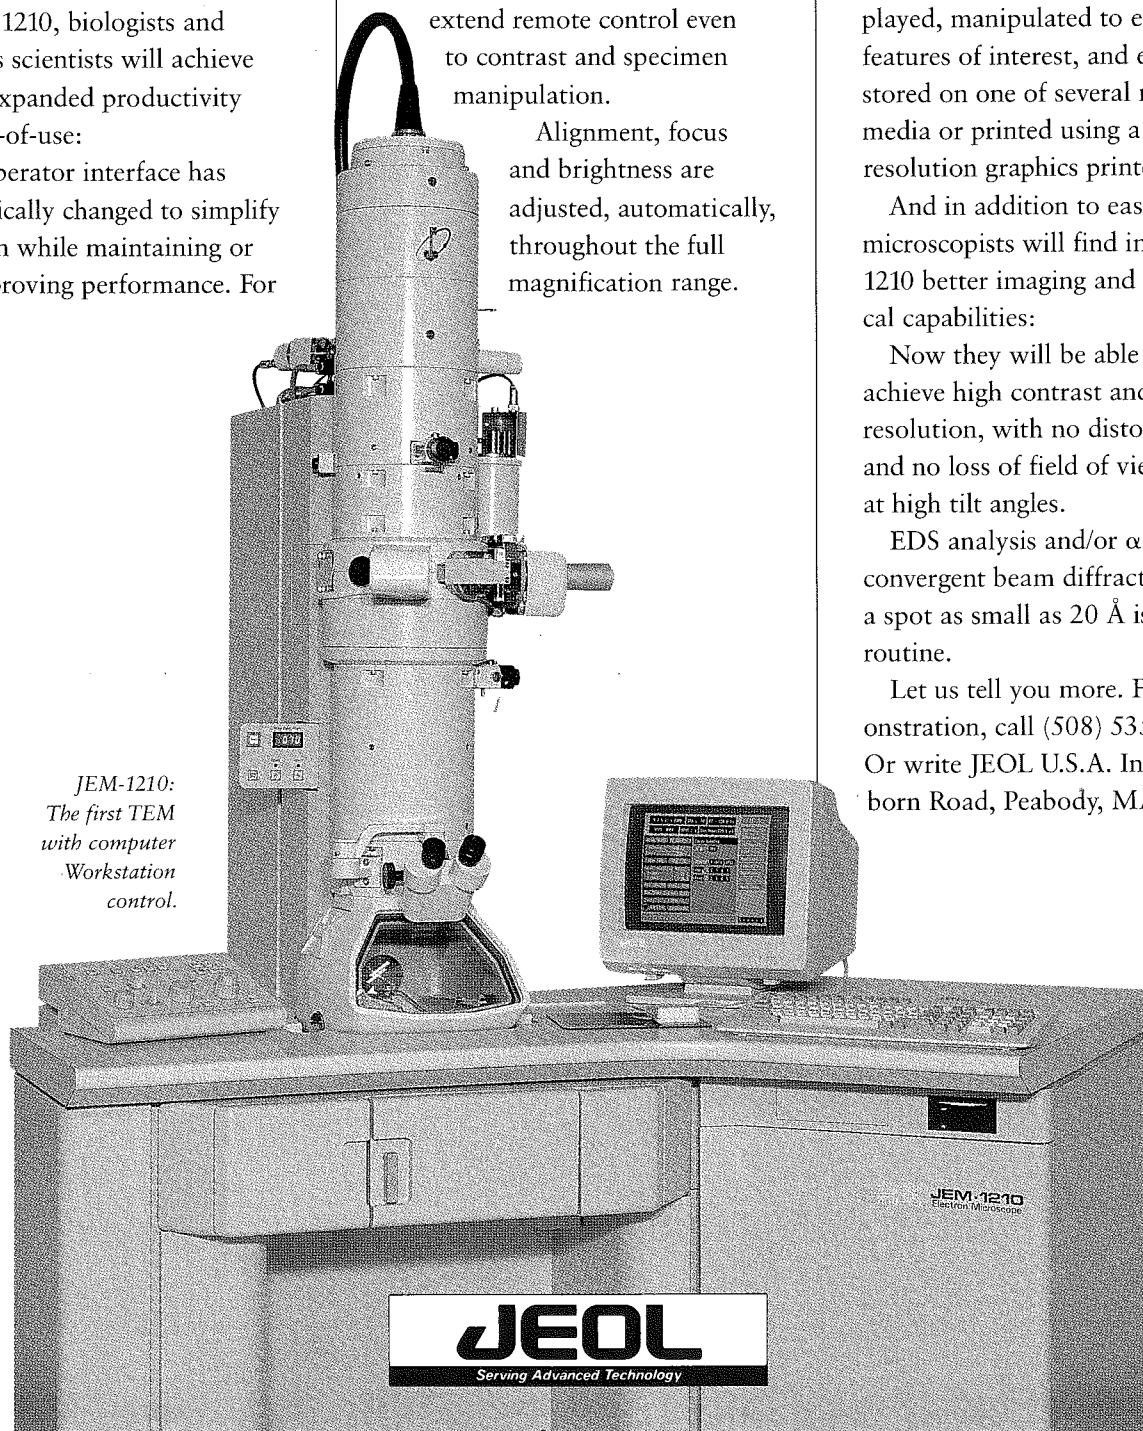 1210, biologists and
s scientists will achieve
xpanded productivity
-of-use:
perator interface has
ically changed to simplify
n while maintaining or
proving performance. For
extend remote control even
to contrast and specimen
manipulation.
Alignment, focus
and brightness are
adjusted, automatically,
throughout the full
magnification range.
played, manipulated to e
features of interest, and e
stored on one of several r
media or printed using a
resolution graphics printe
And in addition to eas
microscopists will find in
1210 better imaging and
cal capabilities:
Now they will be able
achieve high contrast and
resolution, with no disto
and no loss of field of vie
at high tilt angles.
EDS analysis and/or α
convergent beam diffract
a spot as small as 20 Å is
routine.
Let us tell you more. F
onstration, call (508) 535
Or write JEOL U.S.A. In
born Road, Peabody, MA
JEM-1210:
The first TEM
with computer
Workstation
control.
JEM-1210
Electron Microscope
JEOL
Serving Advanced Technology